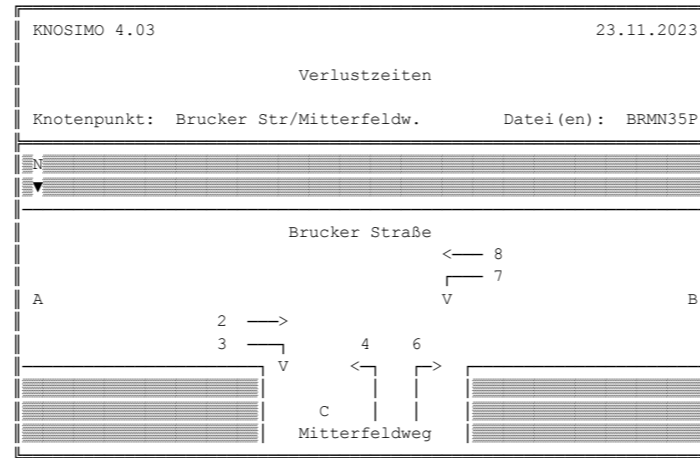 KNOSIMO 4.03 23.11.2023
Verlustzeiten
Knotenpunkt: Brucker Str/Mitterfeldw. Datei(en): BRMN35P
N
▼
Brucker Straße
<── 8
┌── 7
A V B
2 ──>
3 ──┐ 4 6
V <─┐ ┌─>
C
Mitterfeldweg